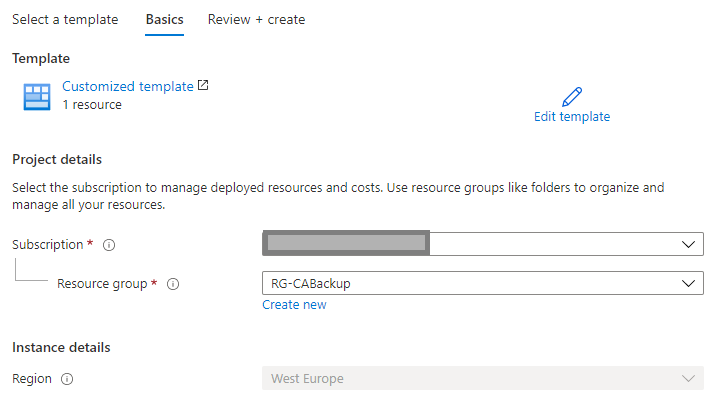 Select a template Basics Review + create
Template
Customized template
1 resource
Edit template
Project details
Select the subscription to manage deployed resources and costs. Use resource groups like folders to organize and
manage all your resources.
Subscription *
Resource group *
RG-CABackup
Create new
Instance details
Region
West Europe